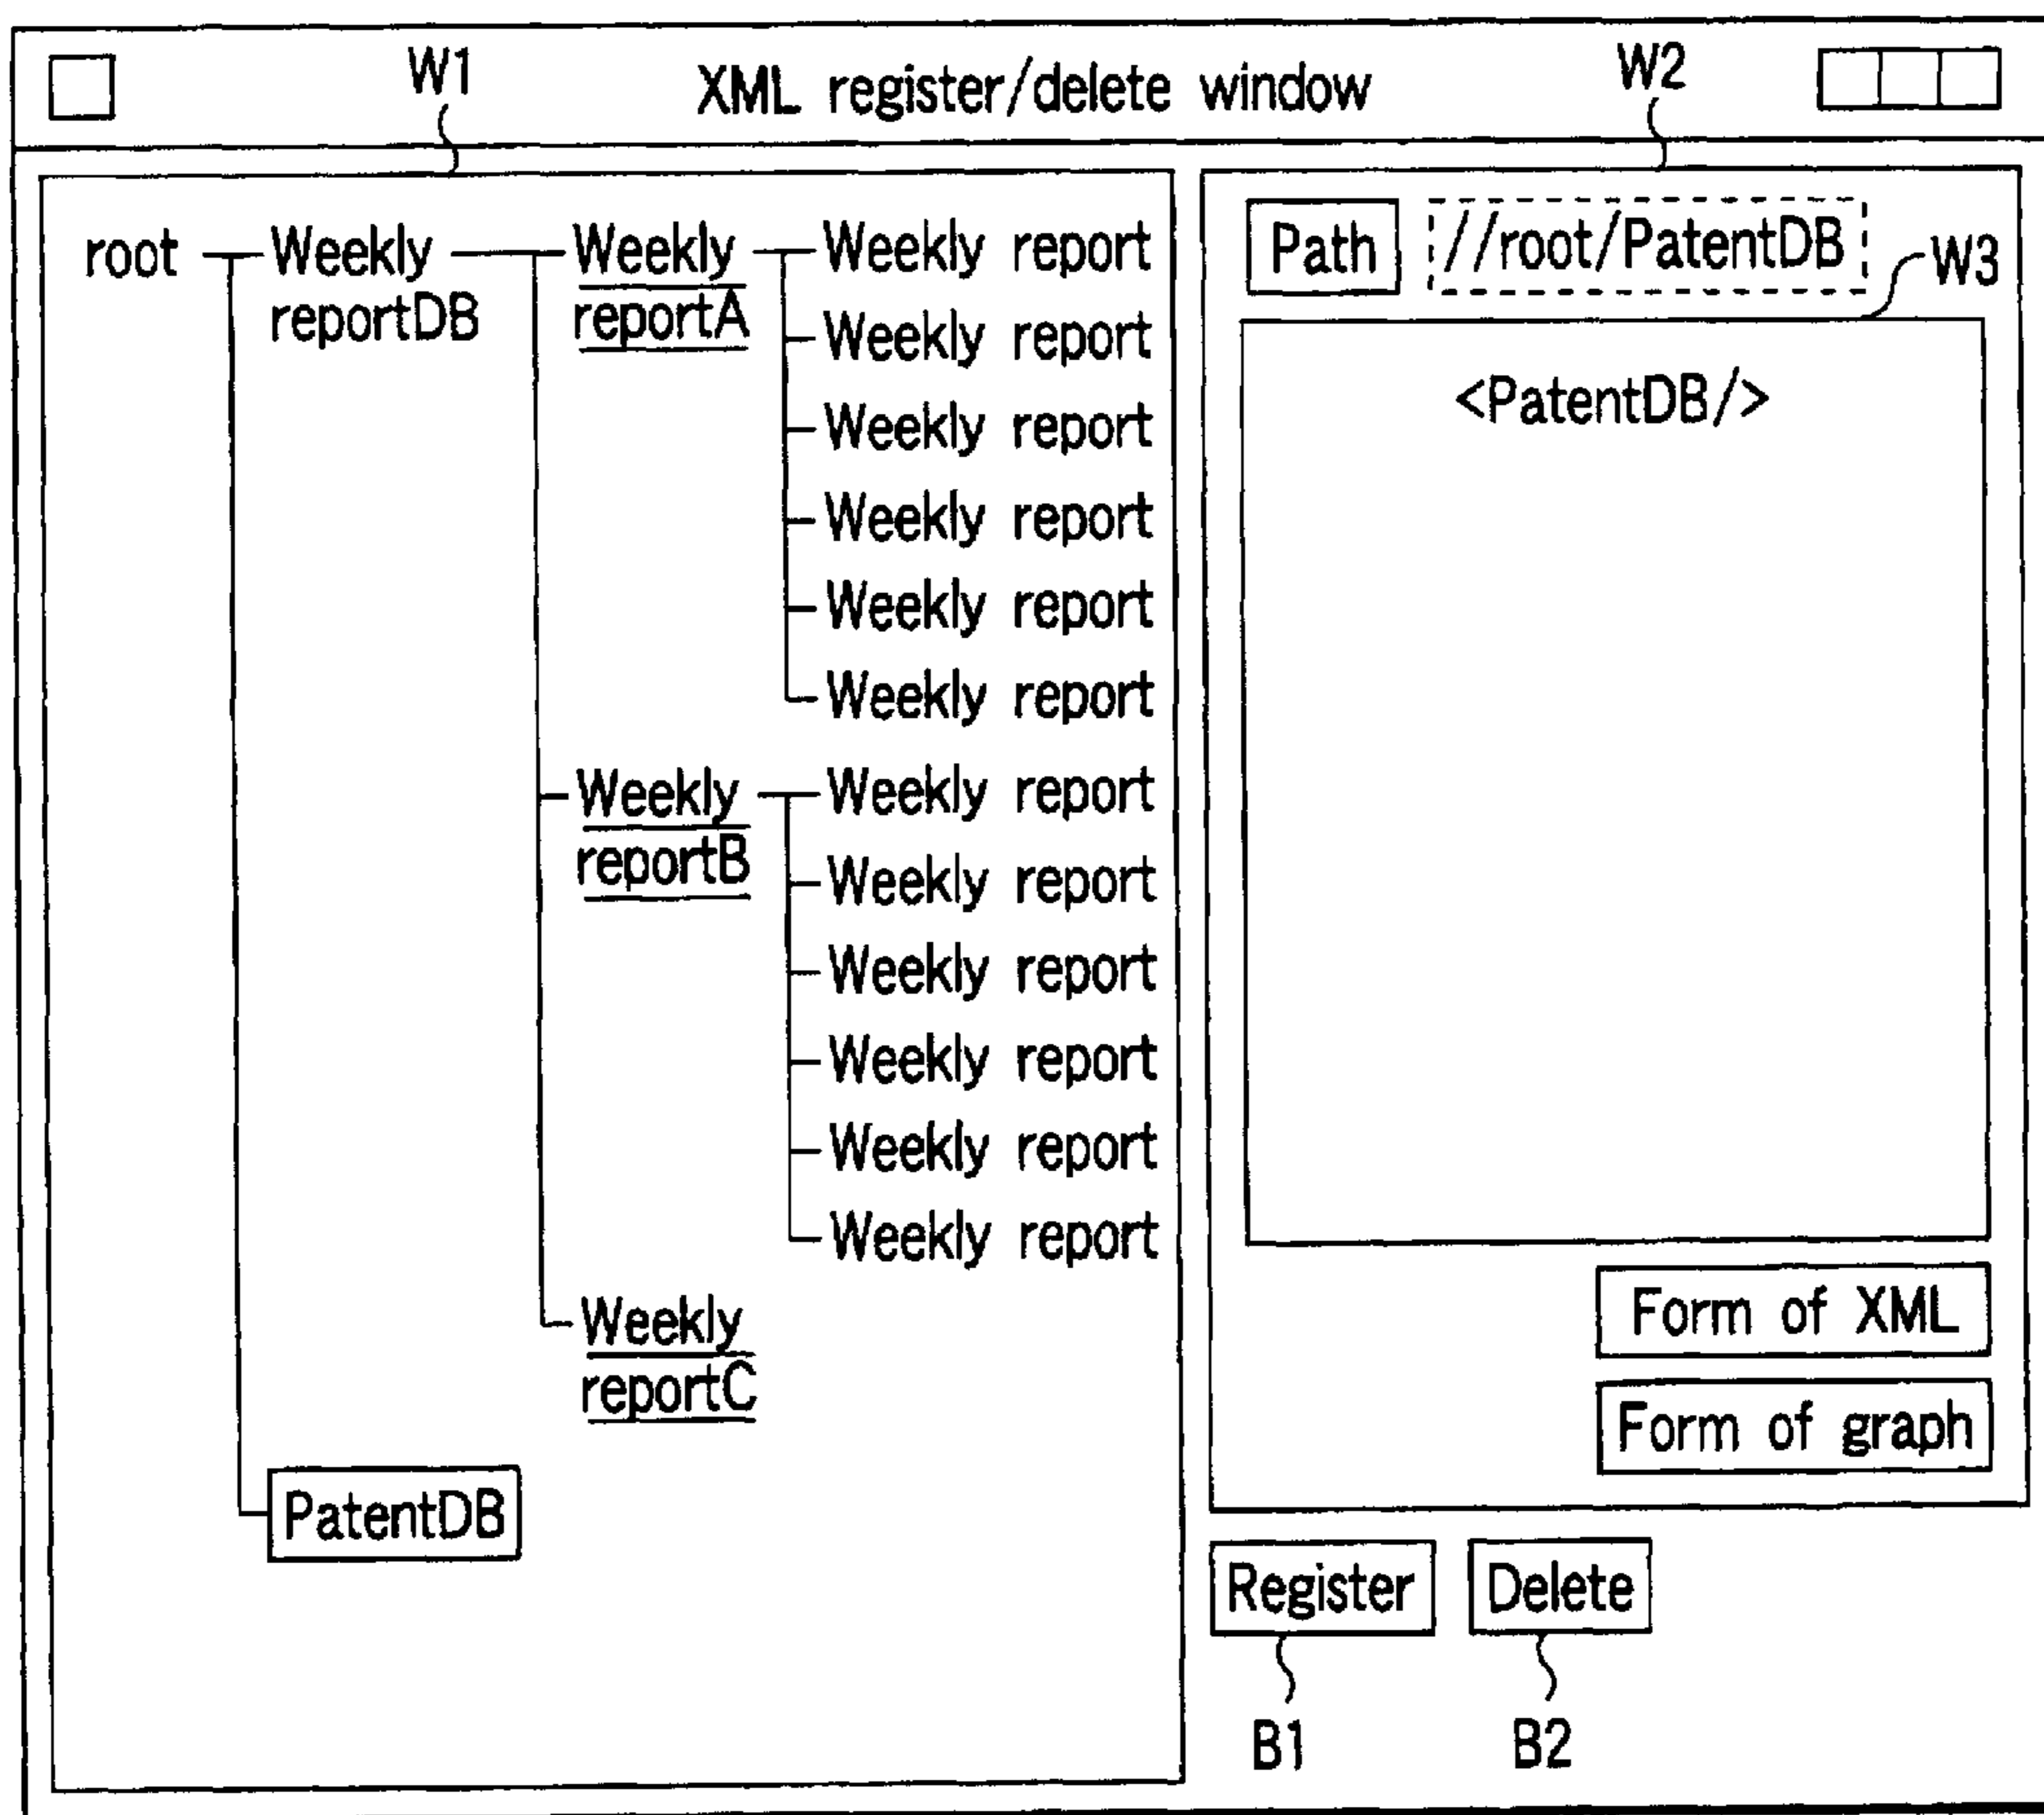 W1
XML register/delete window
W2
root
Weekly
reportDB
Weekly
reportA
Weekly report
Weekly report
Weekly report
Weekly report
Weekly report
Weekly report
Weekly
reportB
Weekly report
Weekly report
Weekly report
Weekly report
Weekly report
Weekly report
Weekly
reportC
PatentDB
Path
//root/PatentDB
W3
<PatentDB/>
Form of XML
Form of graph
Register
Delete
B1
B2